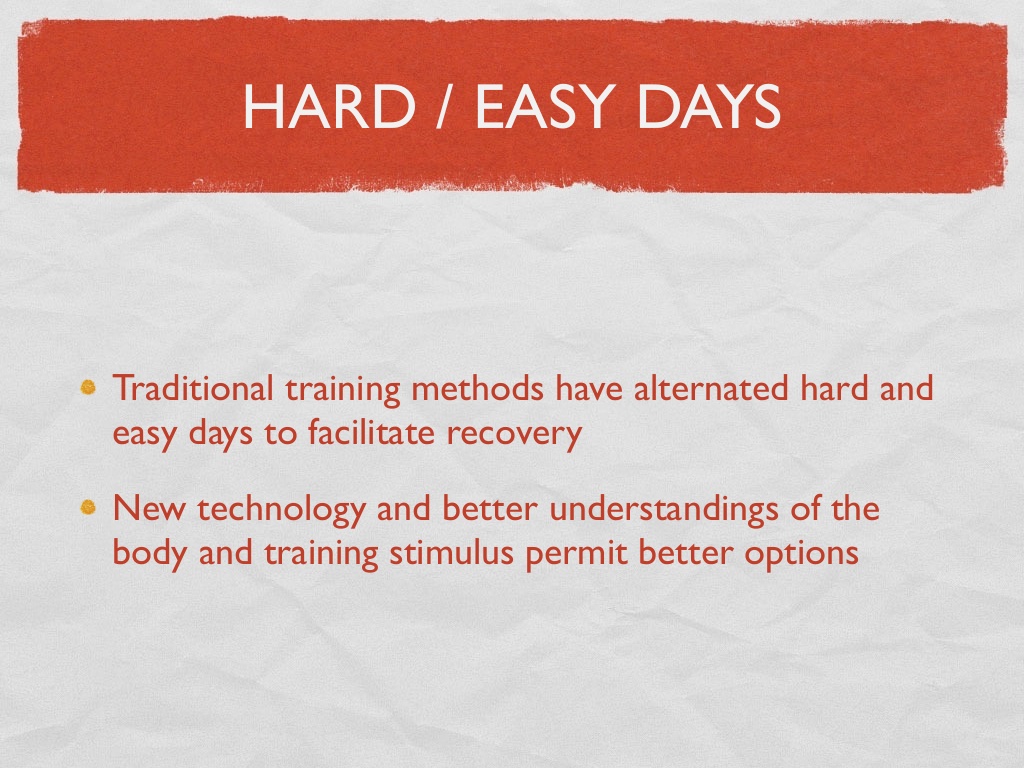 HARD / EASY DAYS
Traditional training methods have alternated hard and
easy days to facilitate recovery
New technology and better understandings of the
body and training stimulus permit better options